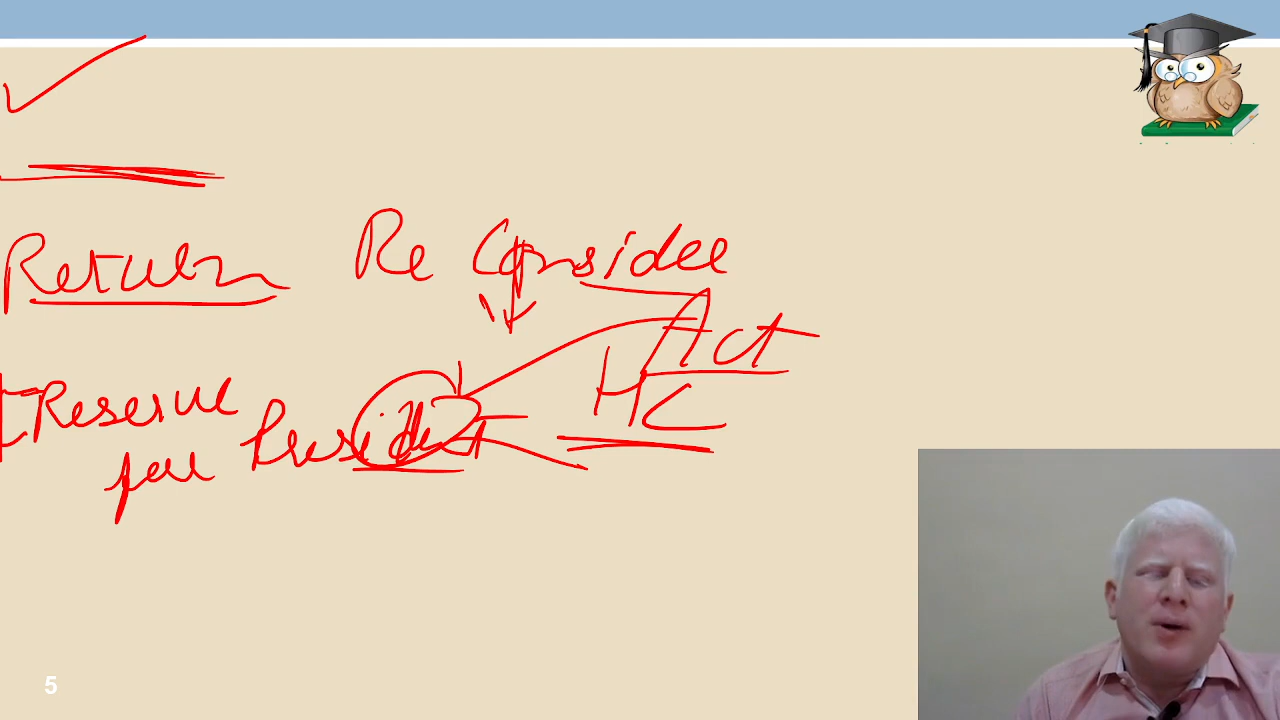 Return Re Consider
Act
HC
Reserve
for President
5